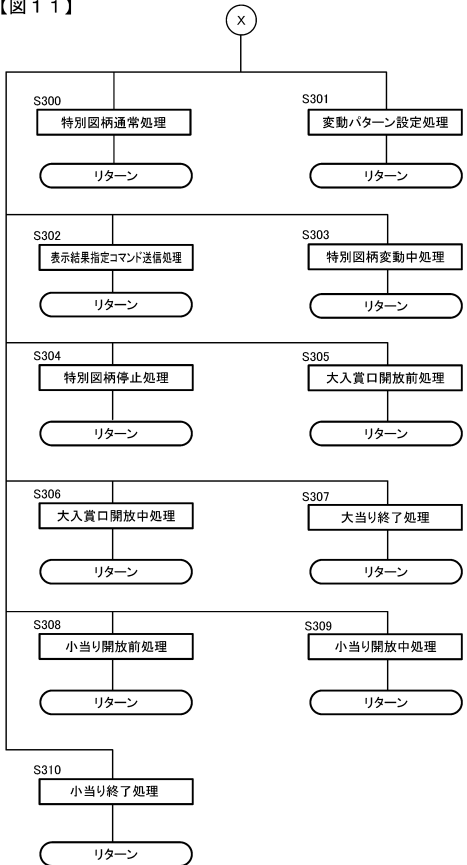 【図11】
X
S300
特別図柄通常処理
リターン
S301
変動パターン設定処理
リターン
S302
表示結果指定コマンド送信処理
リターン
S303
特別図柄変動中処理
リターン
S304
特別図柄停止処理
リターン
S305
大入賞口開放前処理
リターン
S306
大入賞口開放中処理
リターン
S307
大当り終了処理
リターン
S308
小当り開放前処理
リターン
S309
小当り開放中処理
リターン
S310
小当り終了処理
リターン